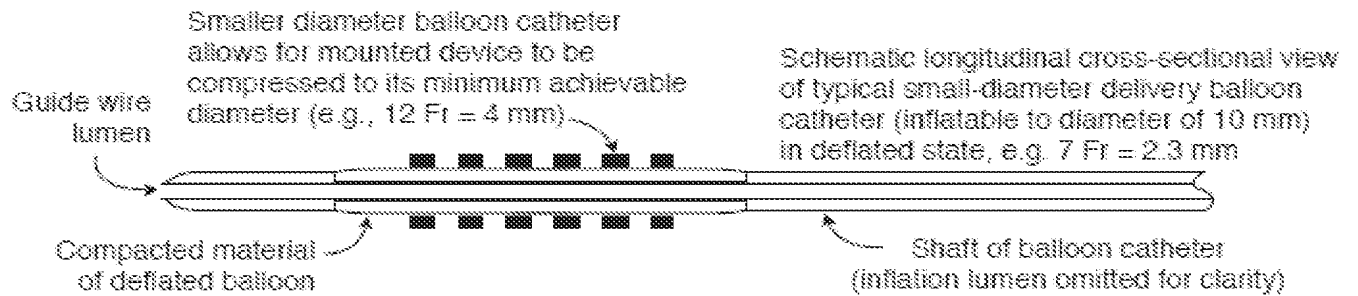 Smaller diameter balloon catheter
allows for mounted device to be
compressed to its minimum achievable
diameter (e.g., 12 Fr = 4 mm)
Schematic longitudinal cross-sectional view
of typical small-diameter delivery balloon
catheter (inflatable to diameter of 10 mm)
in deflated state, e.g. 7 Fr = 2.3 mm
Guide wire
lumen
Compacted material
of deflated balloon
Shaft of balloon catheter
(inflation lumen omitted for clarity)